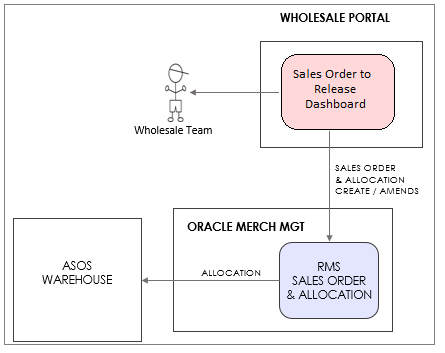 WHOLESALE PORTAL
Sales Order to
Release
Dashboard
Wholesale Team
SALES ORDER
& ALLOCATION
CREATE / AMENDS
ORACLE MERCH MGT
ASOS
WAREHOUSE
ALLOCATION
RMS
SALES ORDER
& ALLOCATION